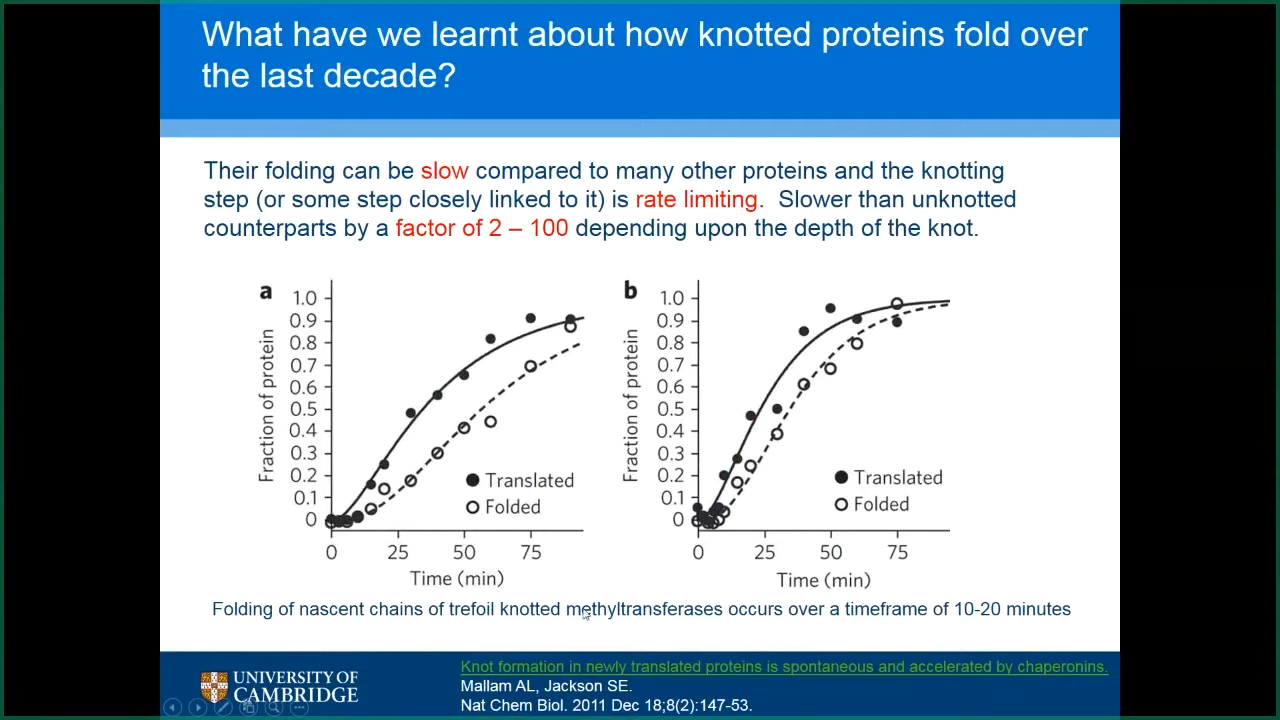 What have we learnt about how knotted proteins fold over
the last decade?
Their folding can be slow compared to many other proteins and the knotting
step (or some step closely linked to it) is rate limiting. Slower than unknotted
counterparts by a factor of 2 – 100 depending upon the depth of the knot.
a
Fraction of protein
1.0
0.9
0.8
0.7
0.6
0.5
0.4
0.3
0.2
0.1
0
Translated
Folded
0 25 50 75
Time (min)
b
Fraction of protein
1.0
0.9
0.8
0.7
0.6
0.5
0.4
0.3
0.2
0.1
0
Translated
Folded
0 25 50 75
Time (min)
Folding of nascent chains of trefoil knotted methyltransferases occurs over a timeframe of 10-20 minutes
UNIVERSITY OF
CAMBRIDGE
Knot formation in newly translated proteins is spontaneous and accelerated by chaperonins.
Mallam AL, Jackson SE.
Nat Chem Biol. 2011 Dec 18;8(2):147-53.